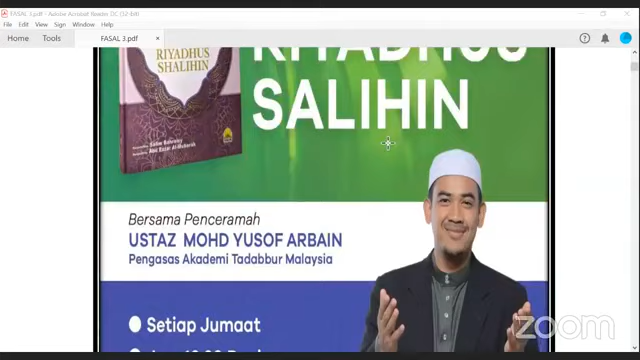 FASAL 3.pdf - Adobe Acrobat Reader DC (32-bit)
File Edit View Sign Window Help
Home Tools FASAL 3.pdf ×
RIYADHUS
SHALIHIN
RIYADHUS
SALIHIN
Bersama Penceramah
USTAZ MOHD YUSOF ARBAIN
Pengasas Akademi Tadabbur Malaysia
Setiap Jumaat
zoom